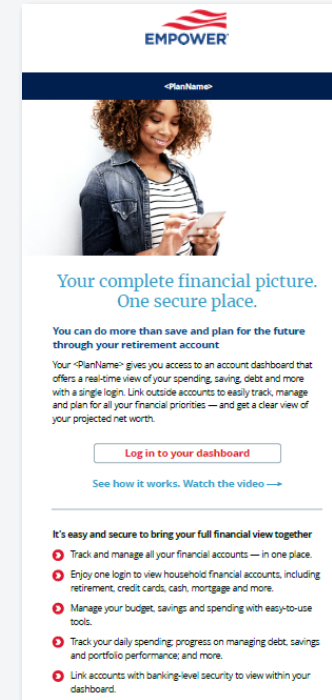 EMPOWER
<PlanName>
Your complete financial picture.
One secure place.
You can do more than save and plan for the future
through your retirement account
Your <PlanName> gives you access to an account dashboard that
offers a real-time view of your spending, saving, debt and more
with a single login. Link outside accounts to easily track, manage
and plan for all your financial priorities — and get a clear view of
your projected net worth.
Log in to your dashboard
See how it works. Watch the video
It's easy and secure to bring your full financial view together
Track and manage all your financial accounts — in one place.
Enjoy one login to view household financial accounts, including
retirement, credit cards, cash, mortgage and more.
Manage your budget, savings and spending with easy-to-use
tools.
Track your daily spending; progress on managing debt, savings
and portfolio performance; and more.
Link accounts with banking-level security to view within your
dashboard.